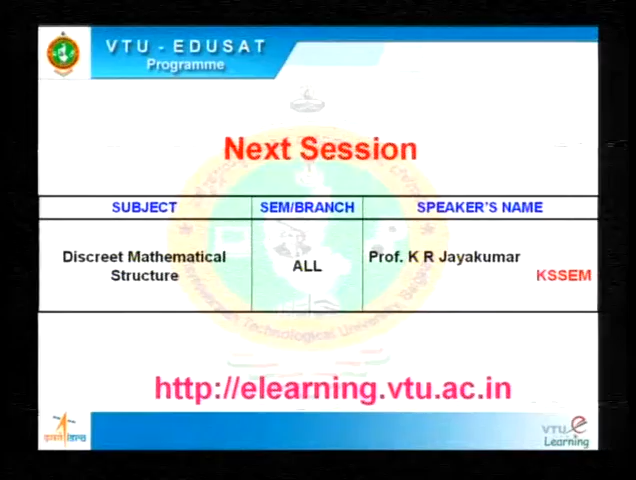 VTU - EDUSAT
Programme
Next Session
SUBJECT SEM/BRANCH SPEAKER'S NAME
Discreet Mathematical
Structure
ALL
Prof. K R Jayakumar
KSSEM
http://elearning.vtu.ac.in
VTU e
Learning